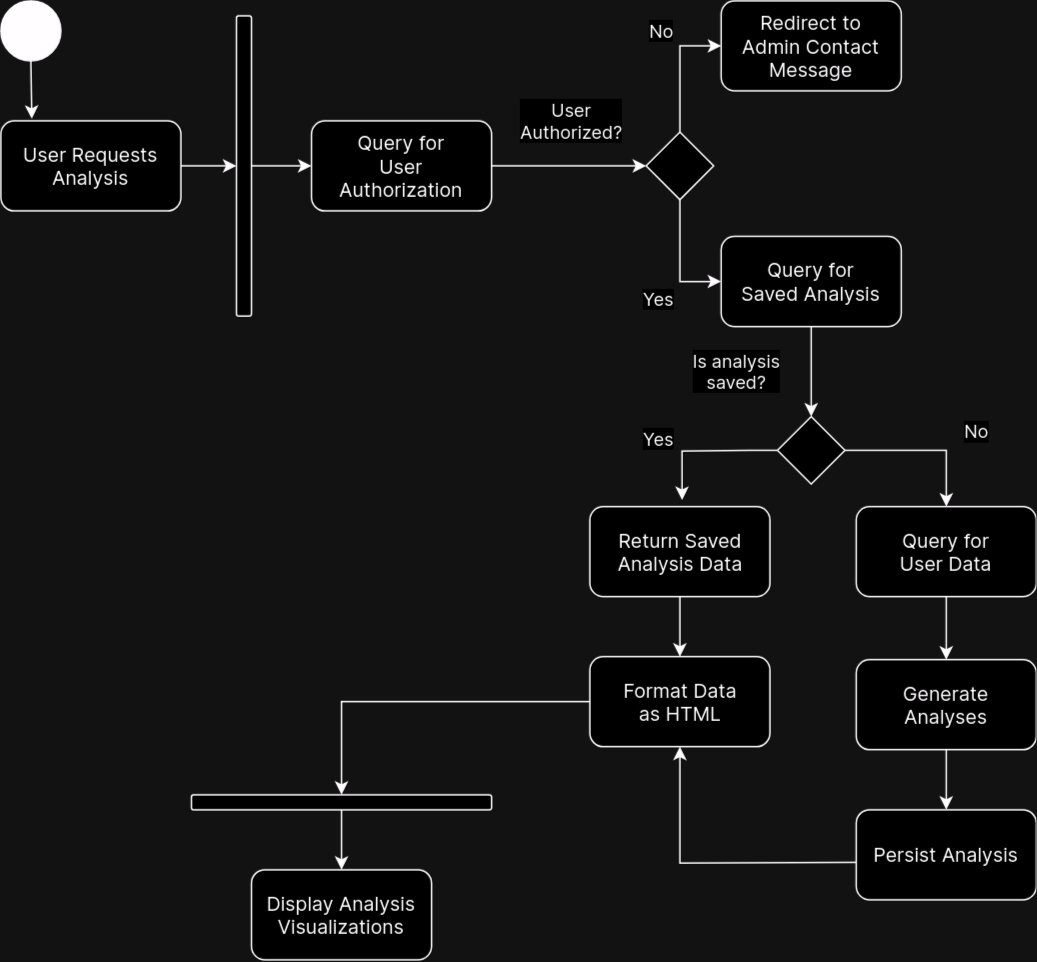 No
Redirect to
Admin Contact
Message
User
Authorized?
User Requests
Analysis
Query for
User
Authorization
Query for
Saved Analysis
Yes
Is analysis
saved?
Yes
No
Return Saved
Analysis Data
Query for
User Data
Format Data
as HTML
Generate
Analyses
Persist Analysis
Display Analysis
Visualizations